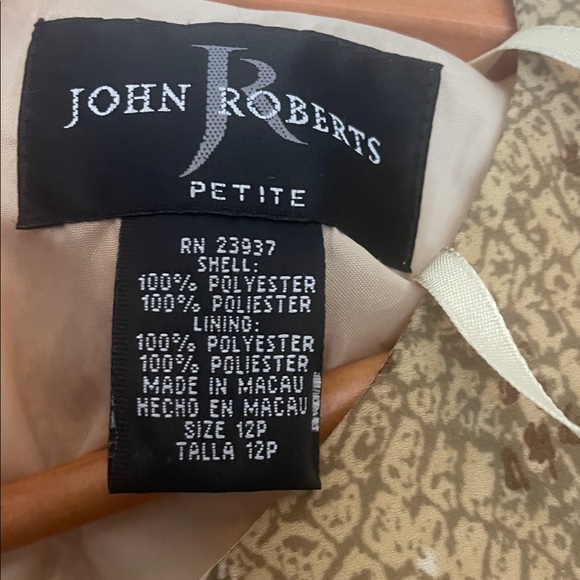 JR
JOHN ROBERTS
PETITE
RN 23937
SHELL:
100% POLYESTER
100% POLIESTER
LINING:
100% POLYESTER
100% POLIESTER
MADE IN MACAU
HECHO EN MACAU
SIZE 12P
TALLA 12P